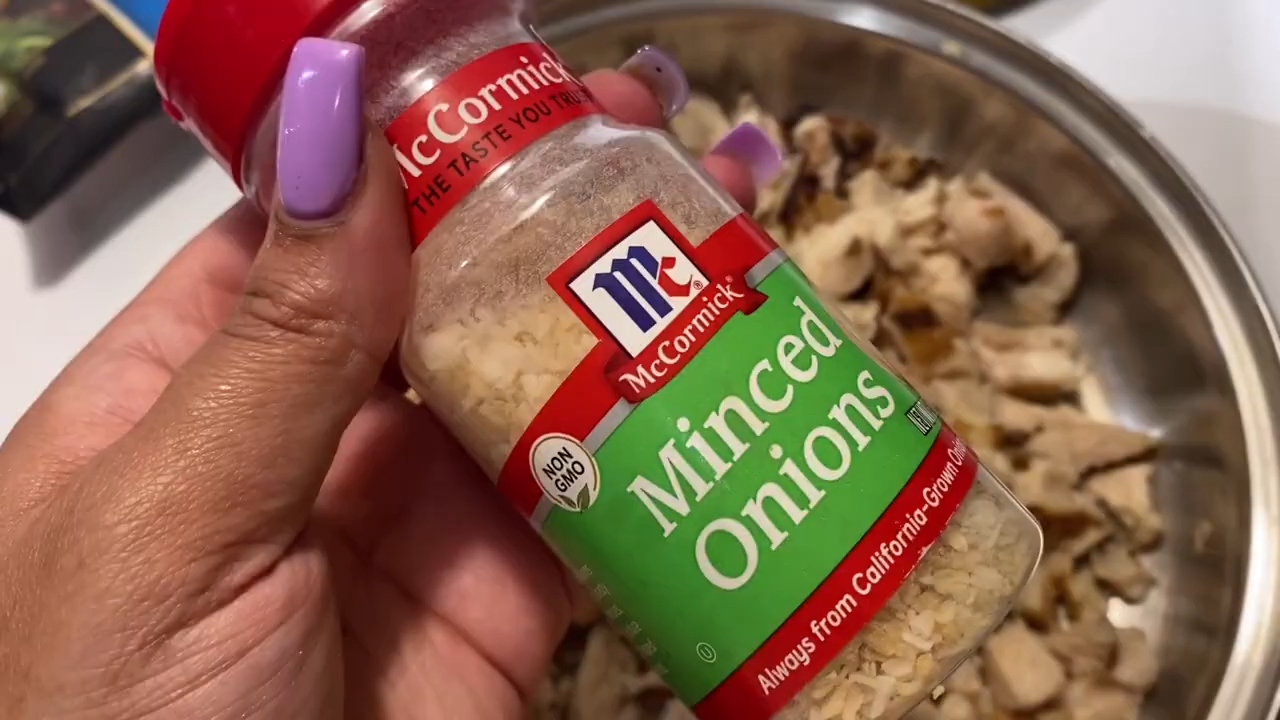 McCormick
THE TASTE YOU TRUST
Mc
McCormick®
Minced
Onions
NON
GMO
Always from California-Grown
U